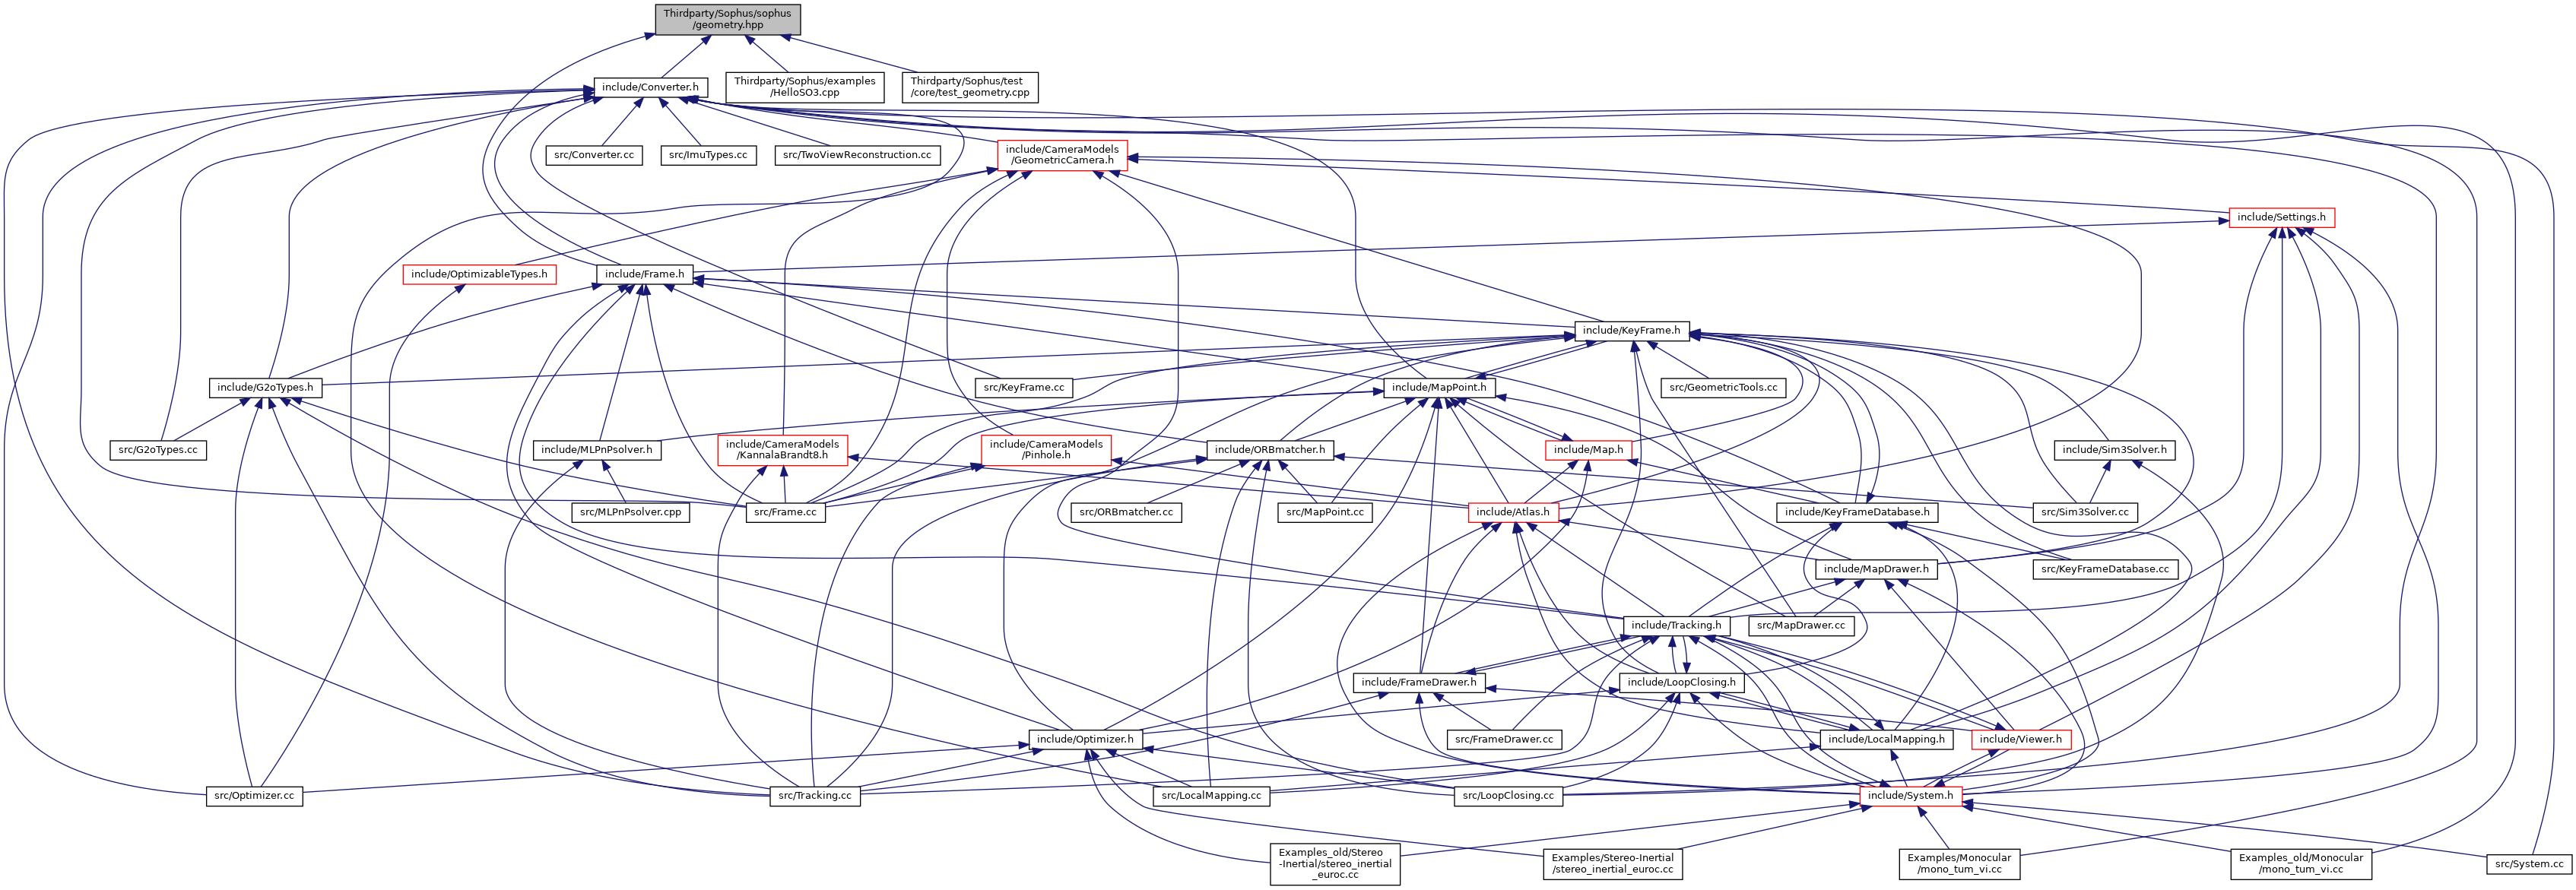 Thirdparty/Sophus/sophus
/geometry.hpp
include/Converter.h
Thirdparty/Sophus/examples
/HelloSO3.cpp
Thirdparty/Sophus/test
/core/test_geometry.cpp
src/Converter.cc
src/ImuTypes.cc
src/TwoViewReconstruction.cc
include/CameraModels
/GeometricCamera.h
include/Settings.h
include/OptimizableTypes.h
include/Frame.h
include/KeyFrame.h
include/G2oTypes.h
src/KeyFrame.cc
include/MapPoint.h
src/GeometricTools.cc
src/G2oTypes.cc
include/MLPnPsolver.h
include/CameraModels
/KannalaBrandt8.h
include/CameraModels
/Pinhole.h
include/ORBmatcher.h
include/Map.h
include/Sim3Solver.h
src/MLPnPsolver.cpp
src/Frame.cc
src/ORBmatcher.cc
src/MapPoint.cc
include/Atlas.h
include/KeyFrameDatabase.h
src/Sim3Solver.cc
include/MapDrawer.h
src/KeyFrameDatabase.cc
include/Tracking.h
src/MapDrawer.cc
include/FrameDrawer.h
include/LoopClosing.h
include/Optimizer.h
src/FrameDrawer.cc
include/LocalMapping.h
include/Viewer.h
src/Optimizer.cc
src/Tracking.cc
src/LocalMapping.cc
src/LoopClosing.cc
include/System.h
Examples_old/Stereo
-Inertial/stereo_inertial
_euroc.cc
Examples/Stereo-Inertial
/stereo_inertial_euroc.cc
Examples/Monocular
/mono_tum_vi.cc
Examples_old/Monocular
/mono_tum_vi.cc
src/System.cc